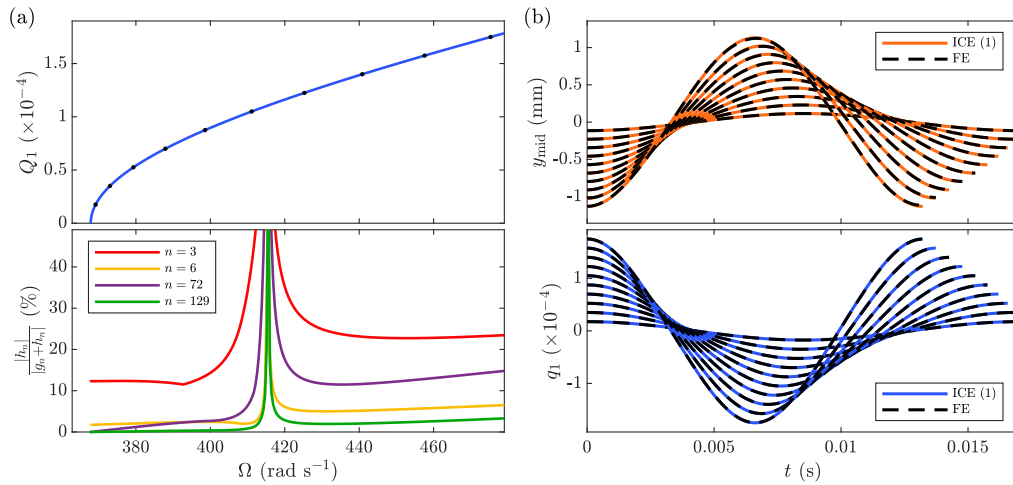 (a)
Q₁ (×10⁻⁴)
1.5
1
0.5
0
|hₙ| / |gₙ+hₙ| (%)
n = 3
n = 6
n = 72
n = 129
40
30
20
10
0
380 400 420 440 460
Ω (rad s⁻¹)
(b)
y_mid (mm)
ICE (1)
FE
1
0.5
0
-0.5
-1
q₁ (×10⁻⁴)
1
0
-1
ICE (1)
FE
0 0.005 0.01 0.015
t (s)